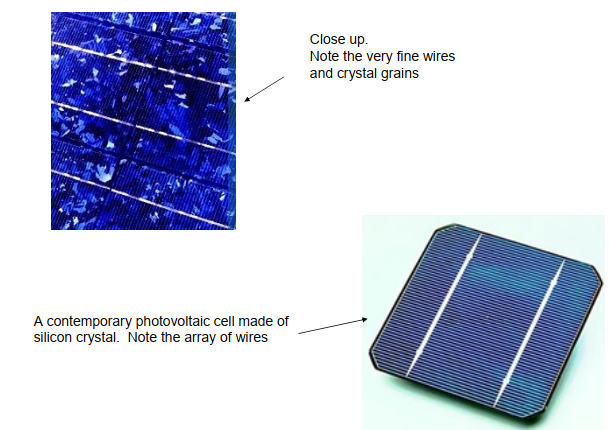 Close up.
Note the very fine wires
and crystal grains
A contemporary photovoltaic cell made of
silicon crystal.  Note the array of wires